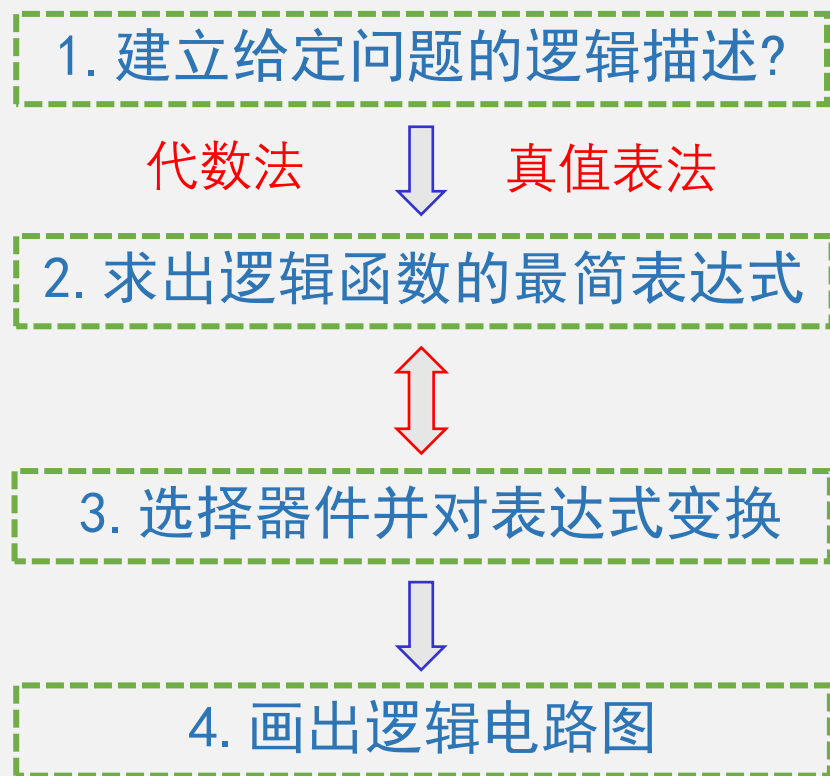 1.建立给定问题的逻辑描述?
代数法 真值表法
2.求出逻辑函数的最简表达式
3.选择器件并对表达式变换
4.画出逻辑电路图